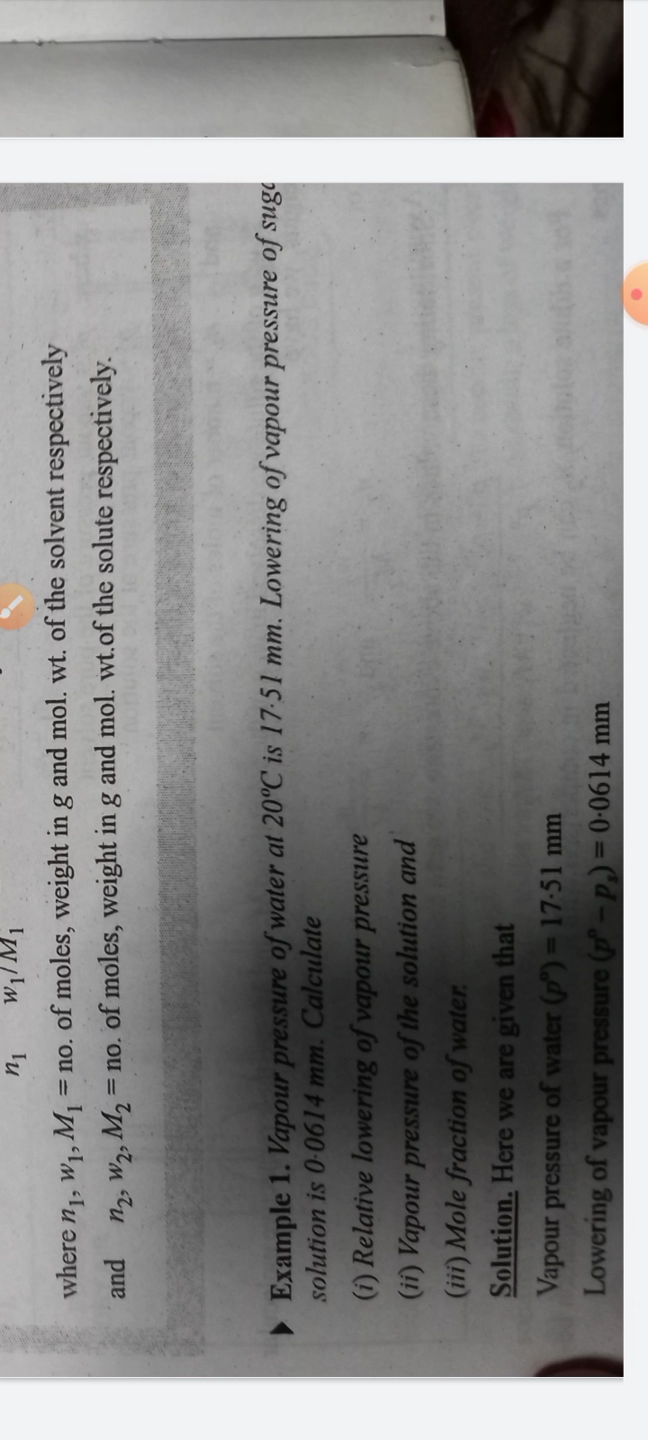 n₁ w₁/M₁
where n₁, w₁, M₁ = no. of moles, weight in g and mol. wt. of the solvent respectively
and n₂, w₂, M₂ = no. of moles, weight in g and mol. wt.of the solute respectively.
Example 1. Vapour pressure of water at 20°C is 17·51 mm. Lowering of vapour pressure of
solution is 0·0614 mm. Calculate
(i) Relative lowering of vapour pressure
(ii) Vapour pressure of the solution and
(iii) Mole fraction of water.
Solution. Here we are given that
Vapour pressure of water (p°) = 17·51 mm
Lowering of vapour pressure (p° – pₛ) = 0·0614 mm